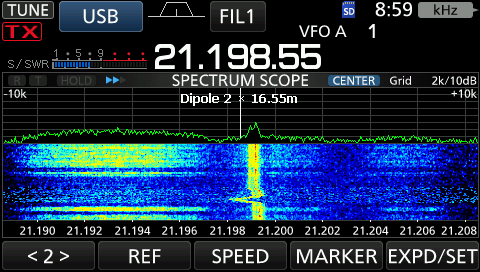 TUNE USB FIL1 SD 8:59 kHz
TX VFO A 1
1 5 9
S/SWR 21.198.55
R T HOLD SPECTRUM SCOPE CENTER Grid 2k/10dB
-10k +10k
Dipole 2 × 16.55m
21.190 21.192 21.194 21.196 21.198 21.200 21.202 21.204 21.206 21.208
< 2 > REF SPEED MARKER EXPD/SET